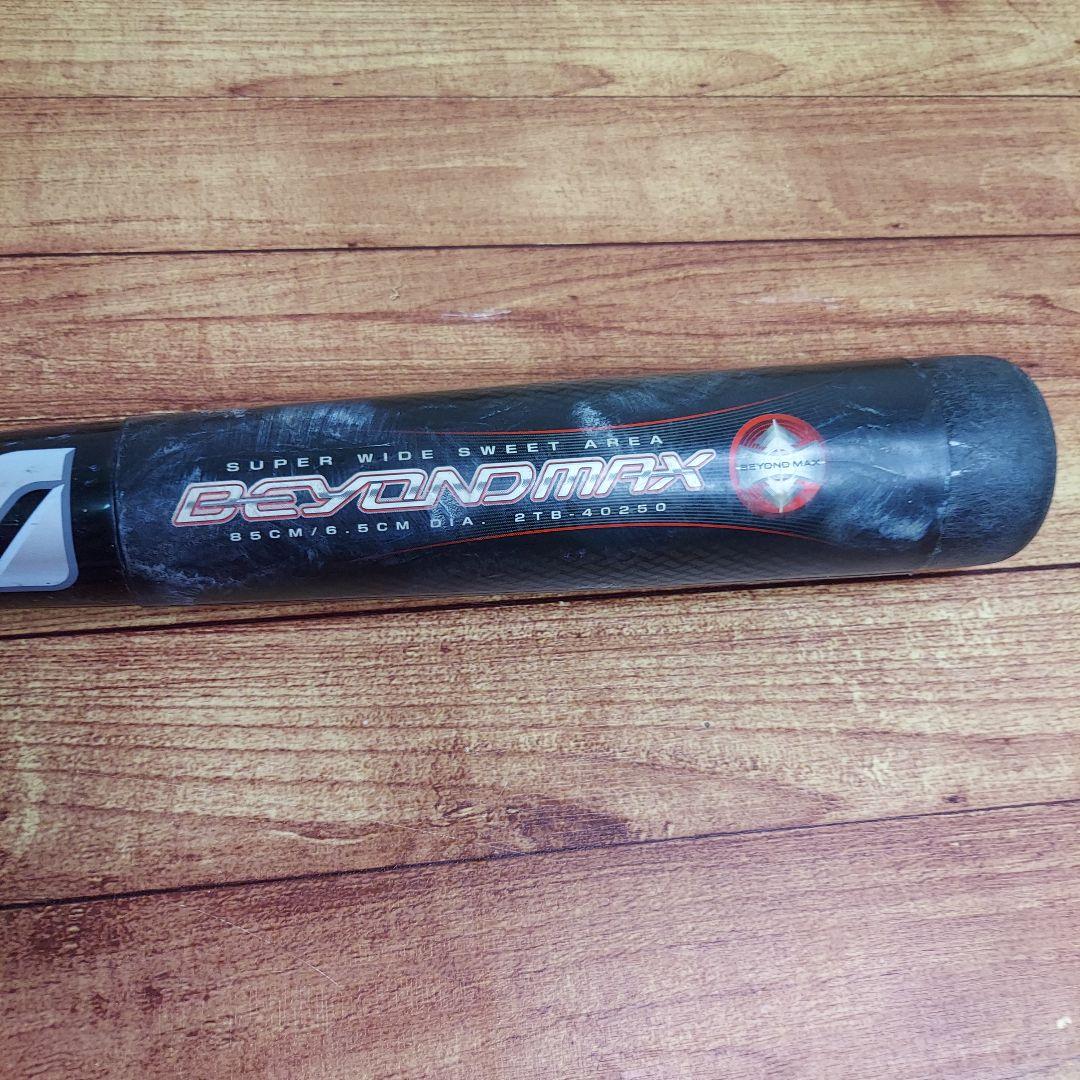 SUPER WIDE SWEET AREA
BEYONDMAX
85CM/6.5CM DIA. 2TB-40250
BEYOND MAX